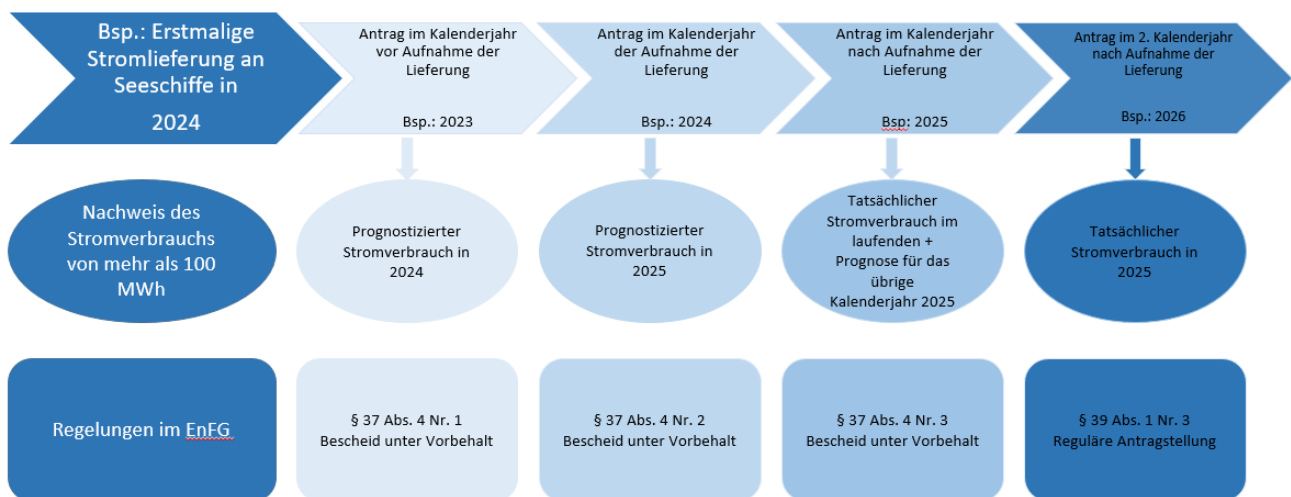 Bsp.: Erstmalige
Stromlieferung an
Seeschiffe in
2024
Antrag im Kalenderjahr
vor Aufnahme der
Lieferung
Bsp.: 2023
Antrag im Kalenderjahr
der Aufnahme der
Lieferung
Bsp.: 2024
Antrag im Kalenderjahr
nach Aufnahme der
Lieferung
Bsp: 2025
Antrag im 2. Kalenderjahr
nach Aufnahme der
Lieferung
Bsp.: 2026
Nachweis des
Stromverbrauchs
von mehr als 100
MWh
Prognostizierter
Stromverbrauch in
2024
Prognostizierter
Stromverbrauch in
2025
Tatsächlicher
Stromverbrauch im
laufenden +
Prognose für das
übrige
Kalenderjahr 2025
Tatsächlicher
Stromverbrauch in
2025
Regelungen im EnFG
§ 37 Abs. 4 Nr. 1
Bescheid unter Vorbehalt
§ 37 Abs. 4 Nr. 2
Bescheid unter Vorbehalt
§ 37 Abs. 4 Nr. 3
Bescheid unter Vorbehalt
§ 39 Abs. 1 Nr. 3
Reguläre Antragstellung